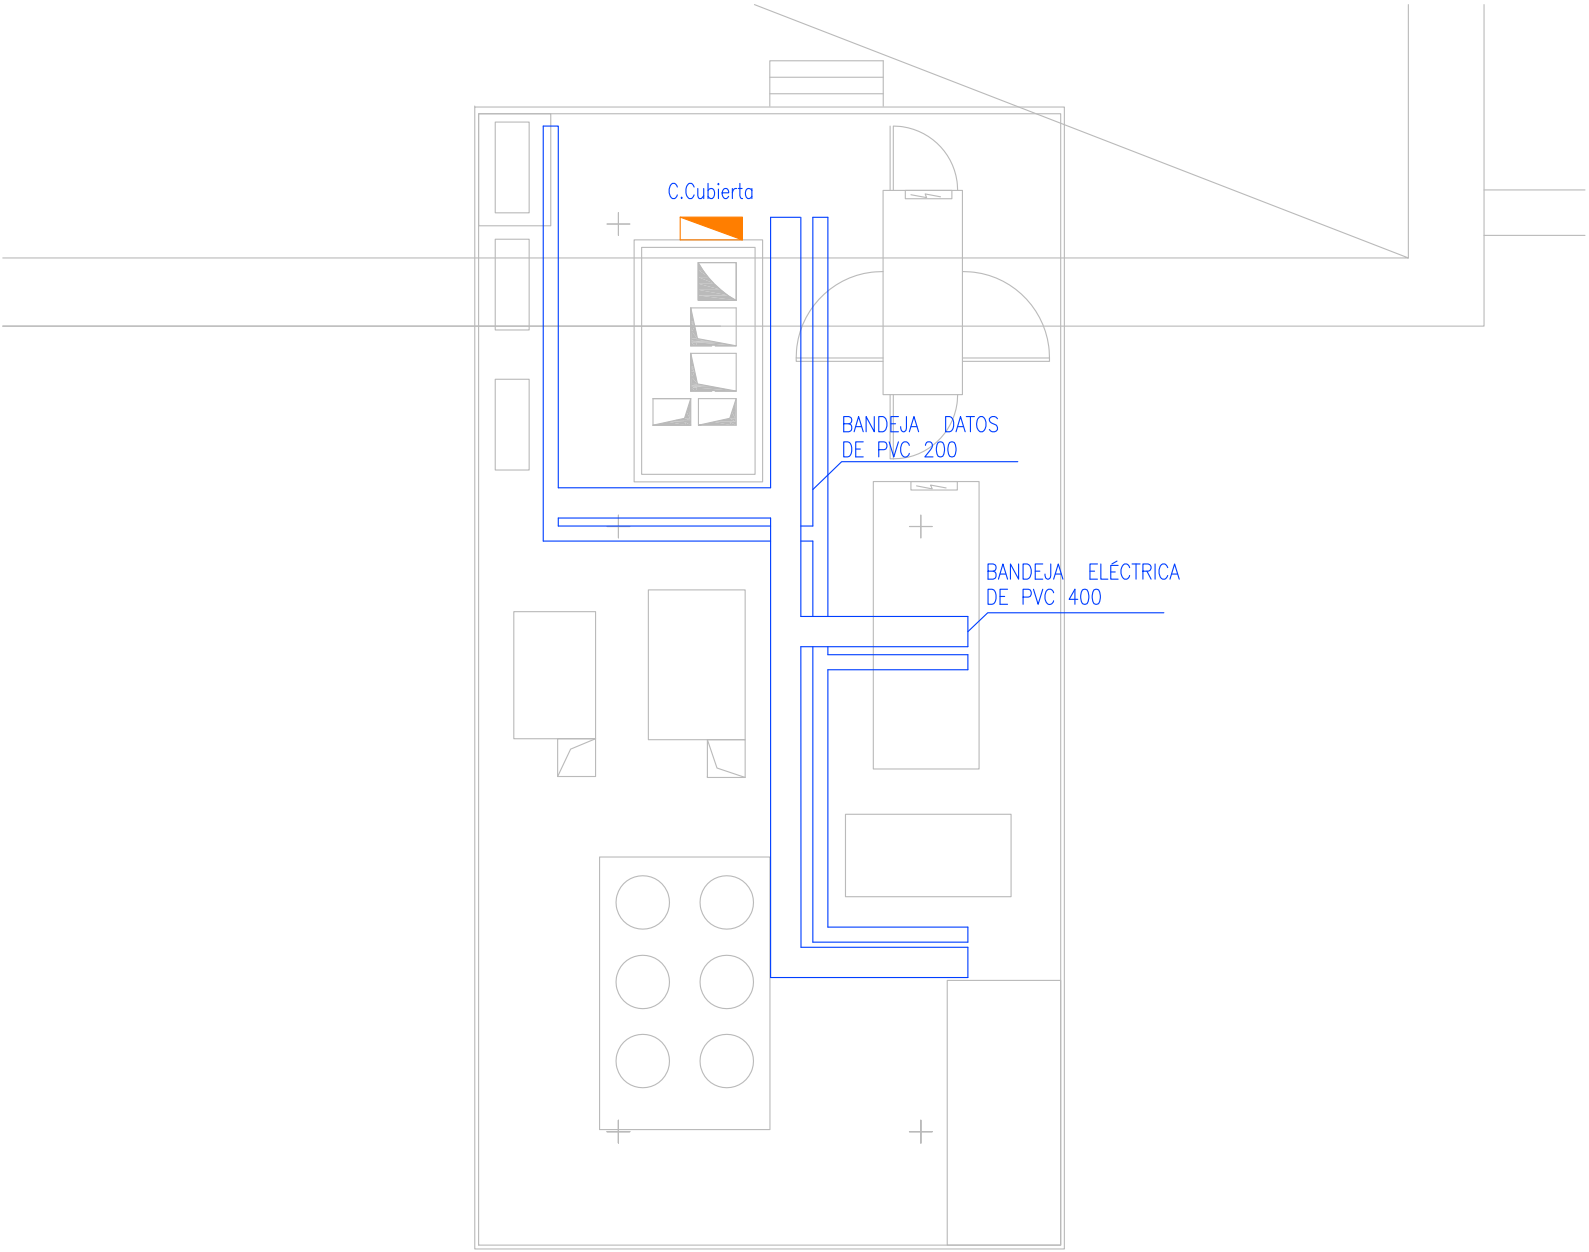 C.Cubierta
BANDEJA DATOS
DE PVC 200
BANDEJA ELÉCTRICA
DE PVC 400